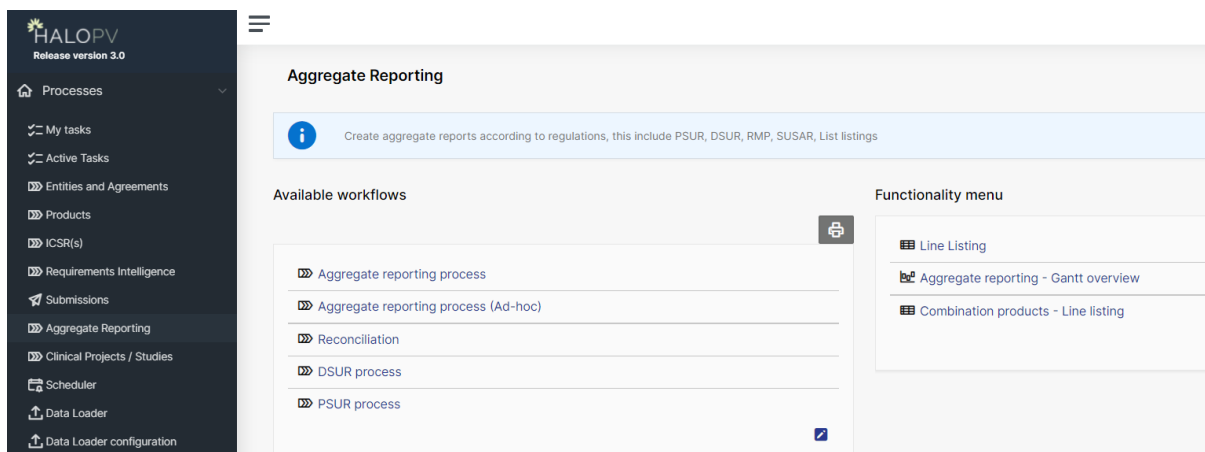 HALOPV
Release version 3.0
Processes
My tasks
Active Tasks
Entities and Agreements
Products
ICSR(s)
Requirements Intelligence
Submissions
Aggregate Reporting
Clinical Projects / Studies
Scheduler
Data Loader
Data Loader configuration
Aggregate Reporting
Create aggregate reports according to regulations, this include PSUR, DSUR, RMP, SUSAR, List listings
Available workflows
Aggregate reporting process
Aggregate reporting process (Ad-hoc)
Reconciliation
DSUR process
PSUR process
Functionality menu
Line Listing
Aggregate reporting - Gantt overview
Combination products - Line listing